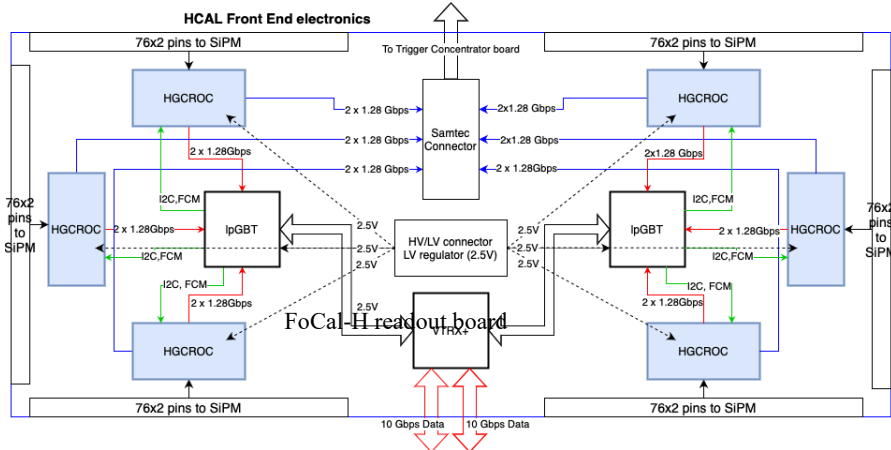 HCAL Front End electronics
76x2 pins to SiPM
76x2 pins to SiPM
To Trigger Concentrator board
HGCROC
HGCROC
Samtec
Connector
2 x 1.28 Gbps
2 x 1.28 Gbps
2 x 1.28 Gbps
2x1.28 Gbps
2x1.28 Gbps
2 x 1.28Gbps
2 x 1.28Gbps
2x1.28 Gbps
I2C,FCM
I2C,FCM
76x2
pins
to
SiPM
HGCROC
2 x 1.28Gbps
lpGBT
I2C,FCM
2.5V
2.5V
2.5V
HV/LV connector
LV regulator (2.5V)
2.5V
2.5V
2.5V
lpGBT
2 x 1.28Gbps
I2C,FCM
HGCROC
76x2
pins
to
SiPM
I2C, FCM
2 x 1.28Gbps
2.5V
I2C, FCM
2 x 1.28Gbps
FoCal-H readout board
VTRX+
HGCROC
HGCROC
76x2 pins to SiPM
76x2 pins to SiPM
10 Gbps Data
10 Gbps Data